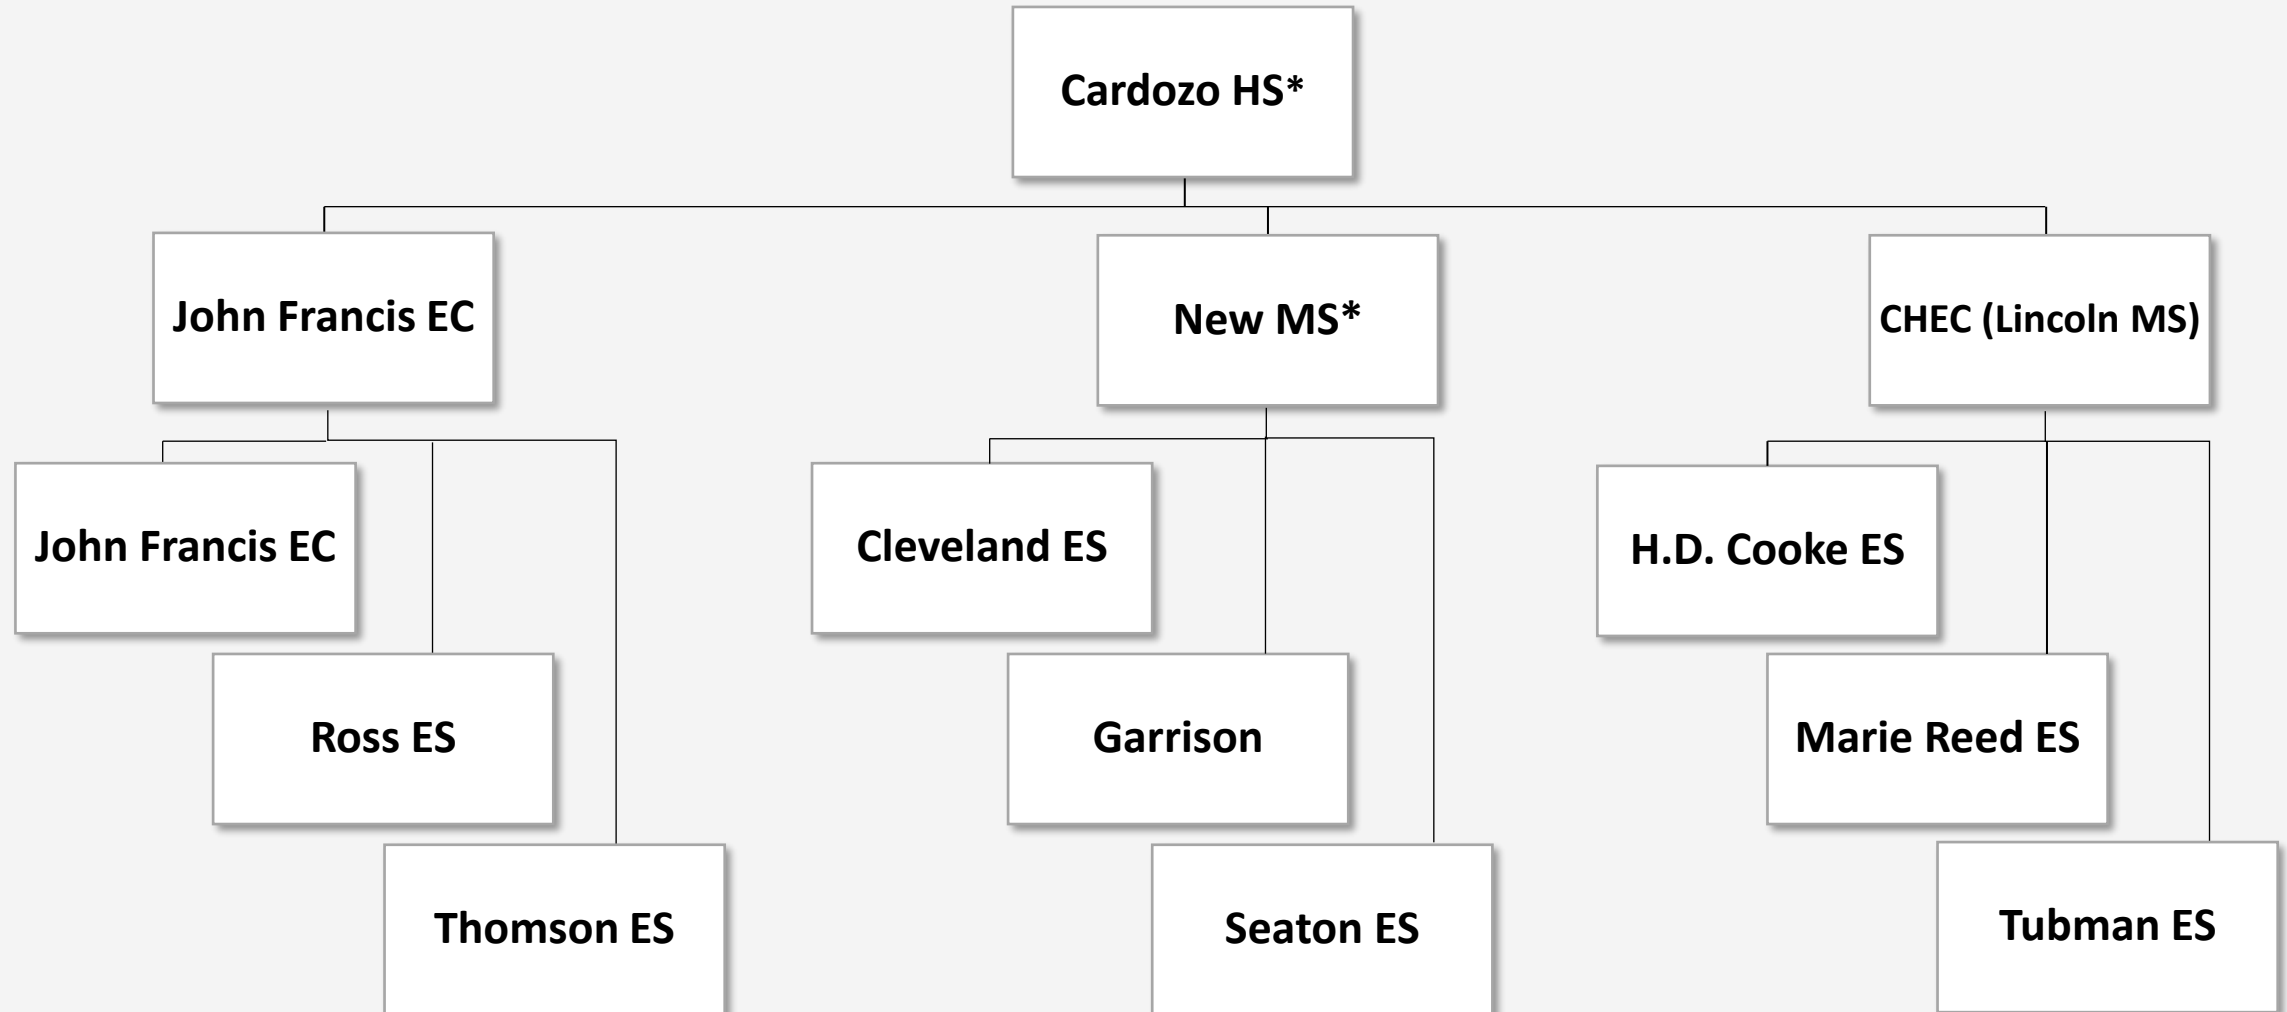 Cardozo HS*
John Francis EC
New MS*
CHEC (Lincoln MS)
John Francis EC
Cleveland ES
H.D. Cooke ES
Ross ES
Garrison
Marie Reed ES
Thomson ES
Seaton ES
Tubman ES